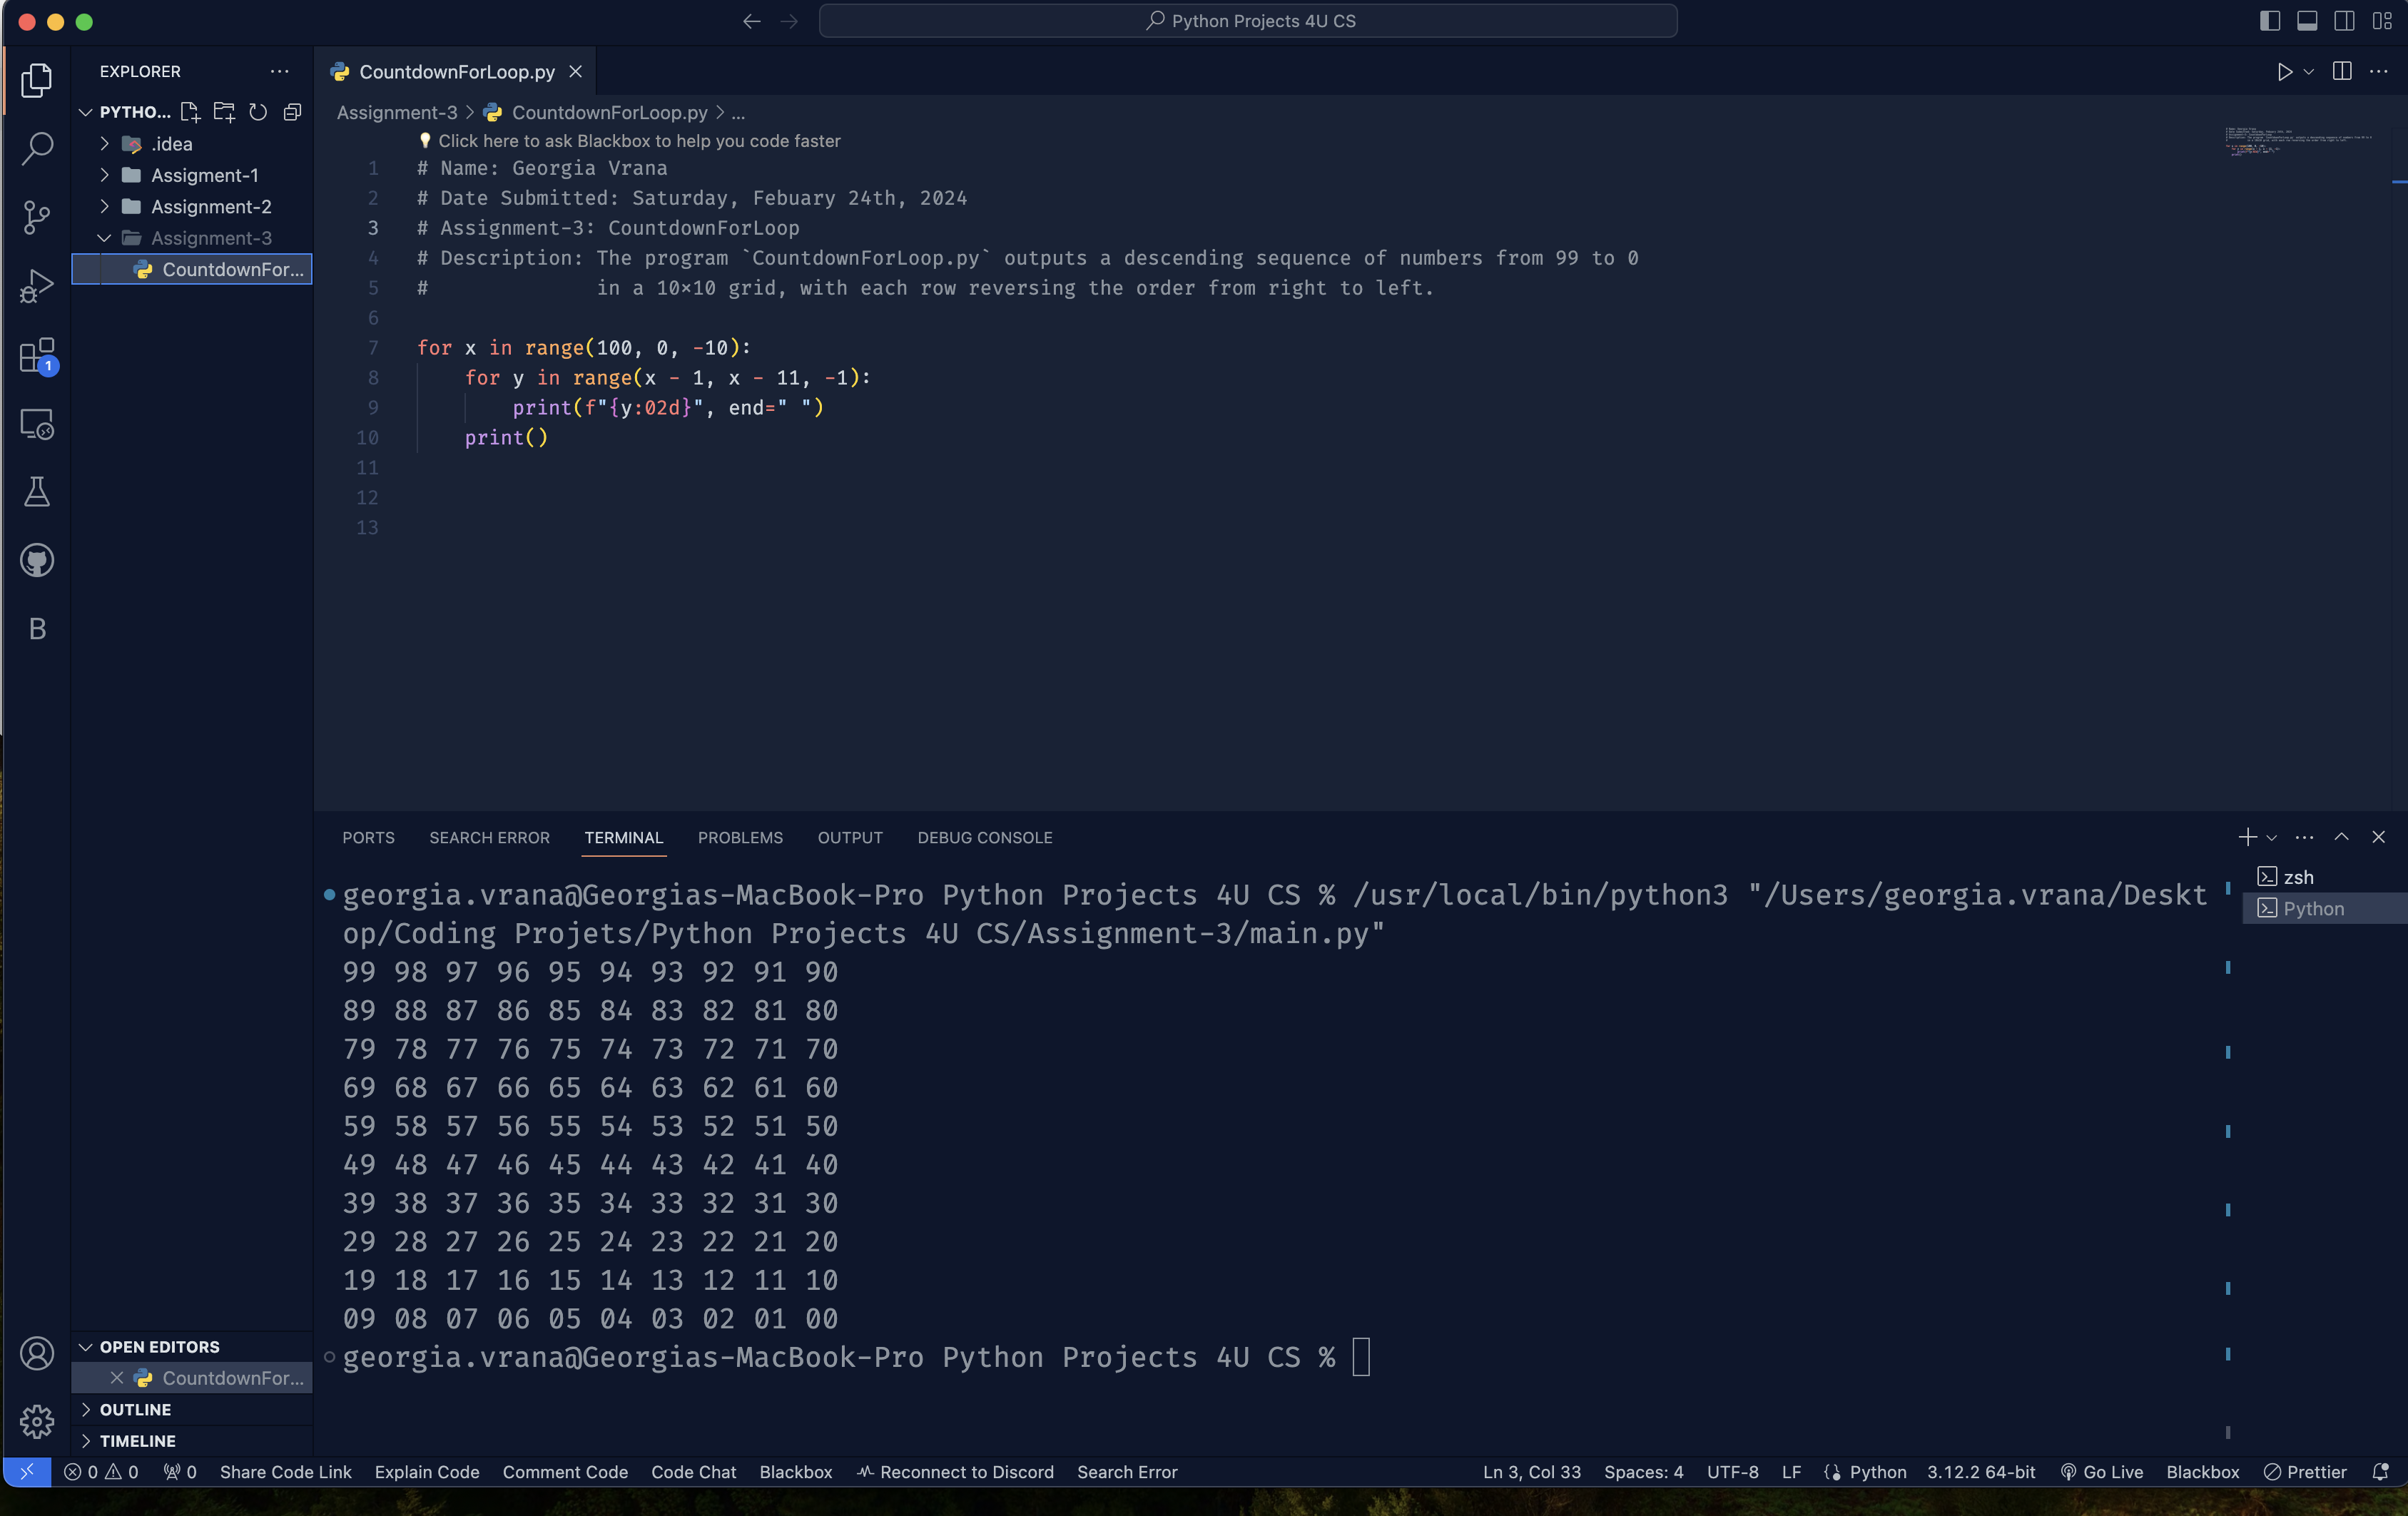 Python Projects 4U CS
EXPLORER
CountdownForLoop.py
PYTHO...
Assignment-3 > CountdownForLoop.py > ...
.idea
Assigment-1
Assignment-2
Assignment-3
CountdownFor...
Click here to ask Blackbox to help you code faster
1 # Name: Georgia Vrana
2 # Date Submitted: Saturday, Febuary 24th, 2024
3 # Assignment-3: CountdownForLoop
4 # Description: The program `CountdownForLoop.py` outputs a descending sequence of numbers from 99 to 0
5 #              in a 10×10 grid, with each row reversing the order from right to left.
6
7 for x in range(100, 0, -10):
8     for y in range(x - 1, x - 11, -1):
9         print(f"{y:02d}", end=" ")
10     print()
11
12
13
1
B
PORTS SEARCH ERROR TERMINAL PROBLEMS OUTPUT DEBUG CONSOLE
zsh
Python
georgia.vrana@Georgias-MacBook-Pro Python Projects 4U CS % /usr/local/bin/python3 "/Users/georgia.vrana/Deskt
op/Coding Projets/Python Projects 4U CS/Assignment-3/main.py"
99 98 97 96 95 94 93 92 91 90
89 88 87 86 85 84 83 82 81 80
79 78 77 76 75 74 73 72 71 70
69 68 67 66 65 64 63 62 61 60
59 58 57 56 55 54 53 52 51 50
49 48 47 46 45 44 43 42 41 40
39 38 37 36 35 34 33 32 31 30
29 28 27 26 25 24 23 22 21 20
19 18 17 16 15 14 13 12 11 10
09 08 07 06 05 04 03 02 01 00
georgia.vrana@Georgias-MacBook-Pro Python Projects 4U CS %
OPEN EDITORS
CountdownFor...
OUTLINE
TIMELINE
0 0 0 Share Code Link Explain Code Comment Code Code Chat Blackbox Reconnect to Discord Search Error Ln 3, Col 33 Spaces: 4 UTF-8 LF Python 3.12.2 64-bit Go Live Blackbox Prettier